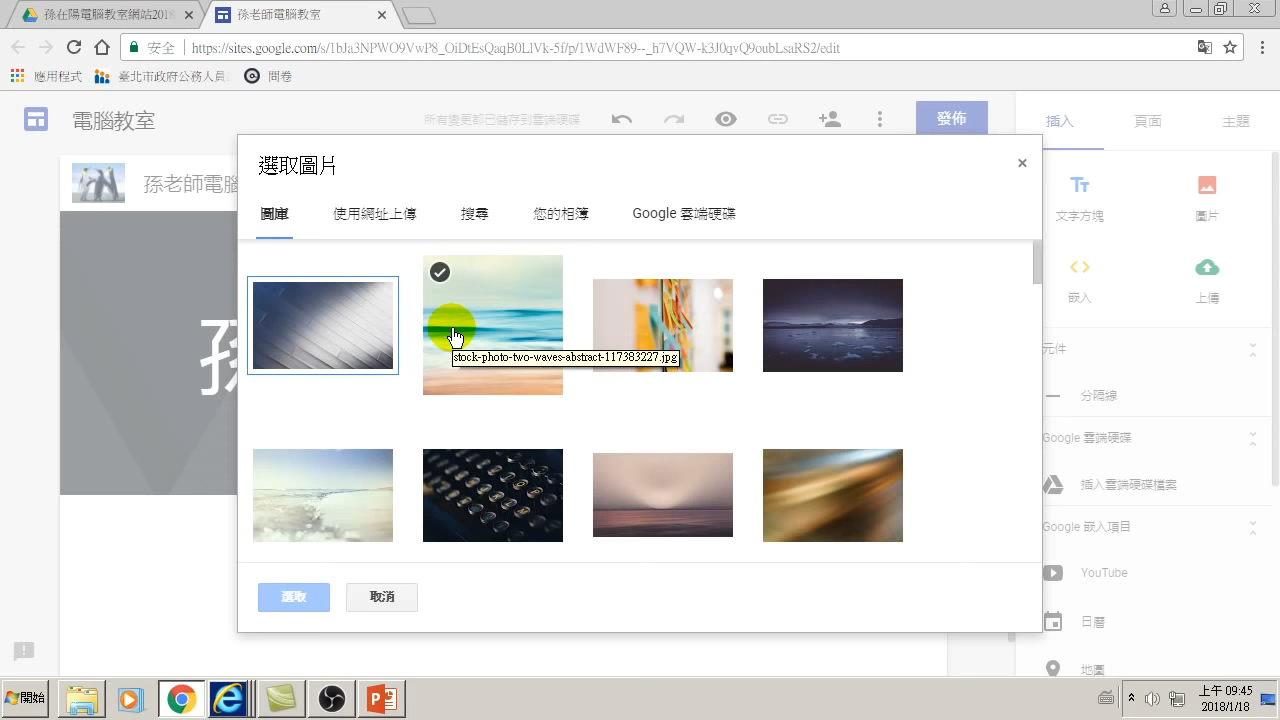 孫在陽電腦教室網站2018
孫老師電腦教室
安全
https://sites.google.com/s/1bJa3NPWO9VwP8_OiDtEsQaqB0LIVk-5f/p/1WdWF89--_h7VQW-k3J0qvQ9oubLsaRS2/edit
應用程式
臺北市政府公務人員
問卷
電腦教室
所有變更都已儲存到雲端硬碟
發佈
插入
頁面
主題
孫老師電腦
孫
選取圖片
圖庫
使用網址上傳
搜尋
您的相簿
Google 雲端硬碟
stock-photo-two-waves-abstract-117393227.jpg
選取
取消
文字方塊
圖片
嵌入
上傳
元件
分隔線
Google 雲端硬碟
插入雲端硬碟檔案
Google 嵌入項目
YouTube
日曆
地圖
開始
上午 09:45
2018/1/18